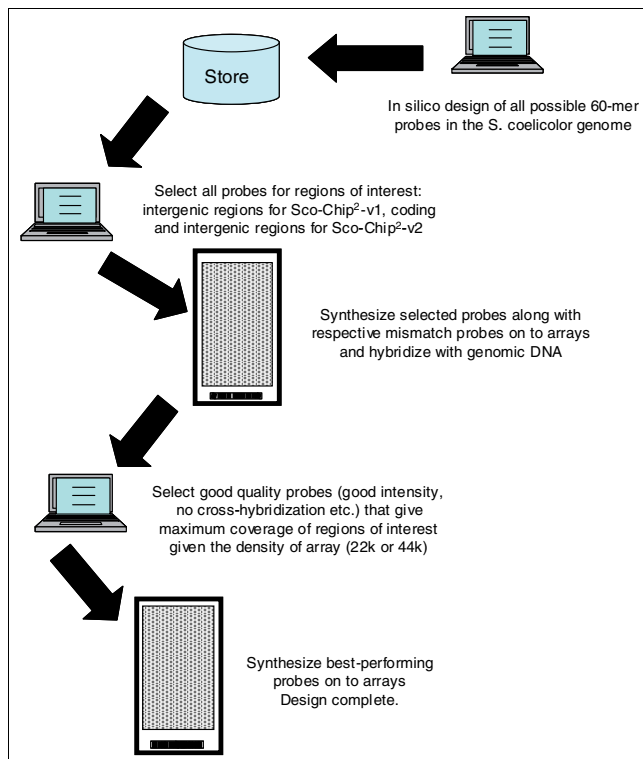 Store
In silico design of all possible 60-mer
probes in the S. coelicolor genome
Select all probes for regions of interest:
intergenic regions for Sco-Chip²-v1, coding
and intergenic regions for Sco-Chip²-v2
Synthesize selected probes along with
respective mismatch probes on to arrays
and hybridize with genomic DNA
Select good quality probes (good intensity,
no cross-hybridization etc.) that give
maximum coverage of regions of interest
given the density of array (22k or 44k)
Synthesize best-performing
probes on to arrays
Design complete.